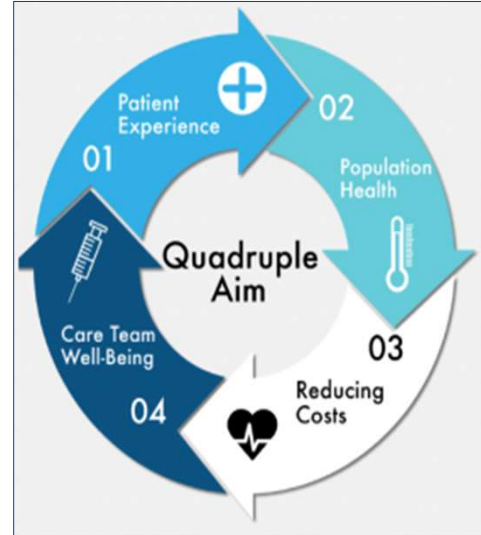 Patient
Experience
01
02
Population
Health
Quadruple
Aim
03
Reducing
Costs
Care Team
Well-Being
04